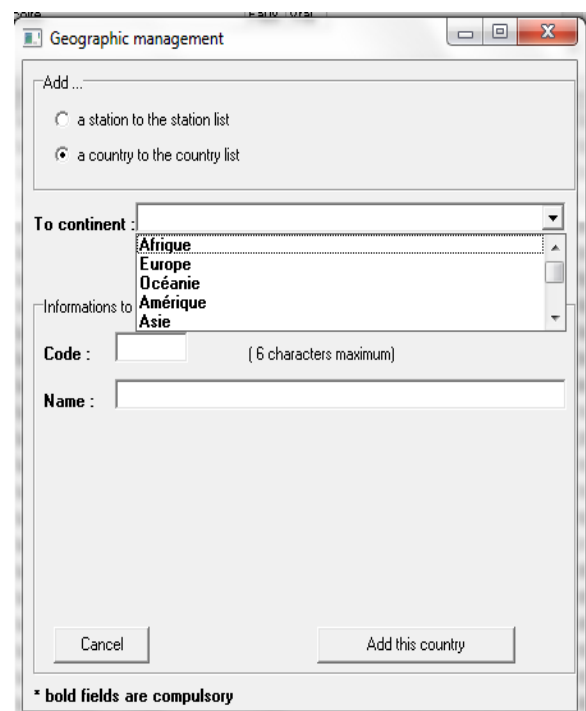 Geographic management
Add ...
a station to the station list
a country to the country list
To continent :
Afrique
Europe
Océanie
Amérique
Asie
Informations to
Code :
( 6 characters maximum)
Name :
Cancel
Add this country
* bold fields are compulsory